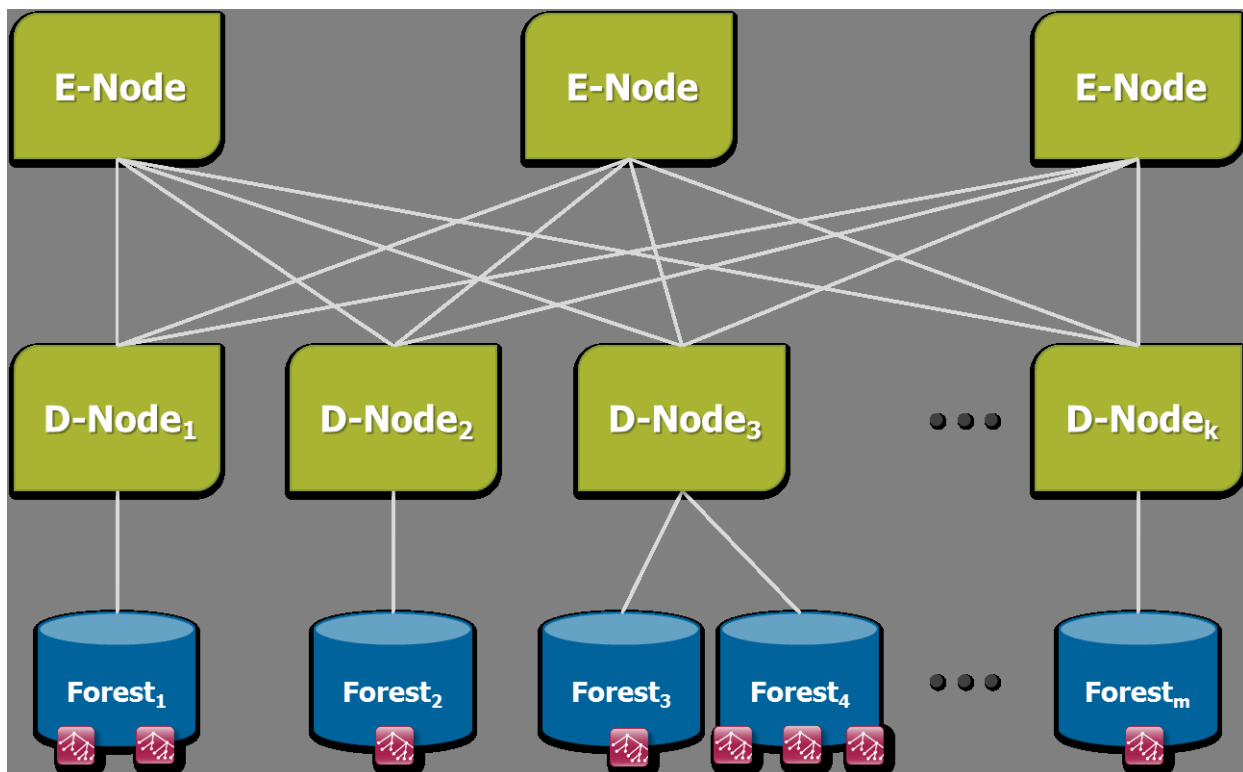 E-Node
E-Node
E-Node
D-Node₁
D-Node₂
D-Node₃
D-Nodeₖ
Forest₁
Forest₂
Forest₃
Forest₄
Forestₘ